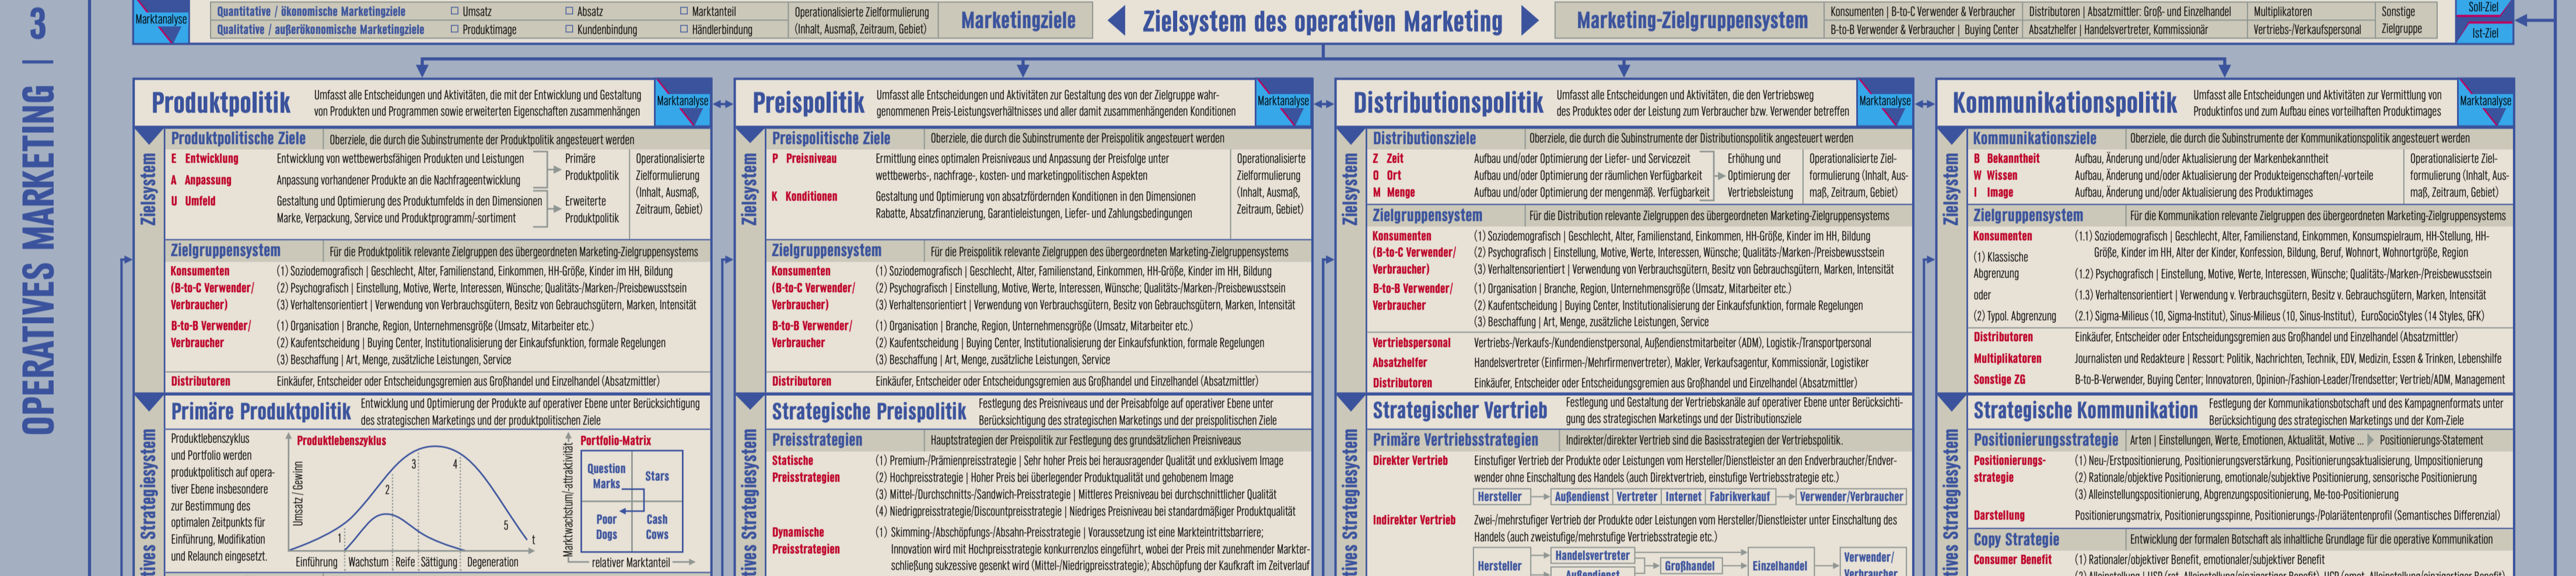 3 | OPERATIVES MARKETING
Marktanalyse
Quantitative / ökonomische Marketingziele
Umsatz
Absatz
Marktanteil
Qualitative / außerökonomische Marketingziele
Produktimage
Kundenbindung
Händlerbindung
Operationalisierte Zielformulierung
(Inhalt, Ausmaß, Zeitraum, Gebiet)
Marketingziele
Zielsystem des operativen Marketing
Marketing-Zielgruppensystem
Konsumenten | B-to-C Verwender & Verbraucher
B-to-B Verwender & Verbraucher | Buying Center
Distributoren | Absatzmittler: Groß- und Einzelhandel
Absatzhelfer | Handelsvertreter, Kommissionär
Multiplikatoren
Vertriebs-/Verkaufspersonal
Sonstige
Zielgruppe
Soll-Ziel
Ist-Ziel
Produktpolitik
Umfasst alle Entscheidungen und Aktivitäten, die mit der Entwicklung und Gestaltung
von Produkten und Programmen sowie erweiterten Eigenschaften zusammenhängen
Marktanalyse
Zielsystem
Produktpolitische Ziele
Oberziele, die durch die Subinstrumente der Produktpolitik angesteuert werden
E Entwicklung
Entwicklung von wettbewerbsfähigen Produkten und Leistungen
A Anpassung
Anpassung vorhandener Produkte an die Nachfrageentwicklung
U Umfeld
Gestaltung und Optimierung des Produktumfelds in den Dimensionen
Marke, Verpackung, Service und Produktprogramm/-sortiment
Primäre
Produktpolitik
Erweiterte
Produktpolitik
Operationalisierte
Zielformulierung
(Inhalt, Ausmaß,
Zeitraum, Gebiet)
Zielgruppensystem
Für die Produktpolitik relevante Zielgruppen des übergeordneten Marketing-Zielgruppensystems
Konsumenten
(B-to-C Verwender/
Verbraucher)
(1) Soziodemografisch | Geschlecht, Alter, Familienstand, Einkommen, HH-Größe, Kinder im HH, Bildung
(2) Psychografisch | Einstellung, Motive, Werte, Interessen, Wünsche; Qualitäts-/Marken-/Preisbewusstsein
(3) Verhaltensorientiert | Verwendung von Verbrauchsgütern, Besitz von Gebrauchsgütern, Marken, Intensität
B-to-B Verwender/
Verbraucher
(1) Organisation | Branche, Region, Unternehmensgröße (Umsatz, Mitarbeiter etc.)
(2) Kaufentscheidung | Buying Center, Institutionalisierung der Einkaufsfunktion, formale Regelungen
(3) Beschaffung | Art, Menge, zusätzliche Leistungen, Service
Distributoren
Einkäufer, Entscheider oder Entscheidungsgremien aus Großhandel und Einzelhandel (Absatzmittler)
tives Strategiesystem
Primäre Produktpolitik
Entwicklung und Optimierung der Produkte auf operativer Ebene unter Berücksichtigung
des strategischen Marketings und der produktpolitischen Ziele
Produktlebenszyklus
und Portfolio werden
produktpolitisch auf opera-
tiver Ebene insbesondere
zur Bestimmung des
optimalen Zeitpunkts für
Einführung, Modifikation
und Relaunch eingesetzt.
Produktlebenszyklus
Umsatz / Gewinn
1
2
3
4
5
t
Einführung
Wachstum
Reife
Sättigung
Degeneration
Portfolio-Matrix
Marktwachstum/-attraktivität
Question
Marks
Stars
Poor
Dogs
Cash
Cows
relativer Marktanteil
Preispolitik
Umfasst alle Entscheidungen und Aktivitäten zur Gestaltung des von der Zielgruppe wahr-
genommenen Preis-Leistungsverhältnisses und aller damit zusammenhängenden Konditionen
Marktanalyse
Zielsystem
Preispolitische Ziele
Oberziele, die durch die Subinstrumente der Preispolitik angesteuert werden
P Preisniveau
Ermittlung eines optimalen Preisniveaus und Anpassung der Preisfolge unter
wettbewerbs-, nachfrage-, kosten- und marketingpolitischen Aspekten
K Konditionen
Gestaltung und Optimierung von absatzfördernden Konditionen in den Dimensionen
Rabatte, Absatzfinanzierung, Garantieleistungen, Liefer- und Zahlungsbedingungen
Operationalisierte
Zielformulierung
(Inhalt, Ausmaß,
Zeitraum, Gebiet)
Zielgruppensystem
Für die Preispolitik relevante Zielgruppen des übergeordneten Marketing-Zielgruppensystems
Konsumenten
(B-to-C Verwender/
Verbraucher)
(1) Soziodemografisch | Geschlecht, Alter, Familienstand, Einkommen, HH-Größe, Kinder im HH, Bildung
(2) Psychografisch | Einstellung, Motive, Werte, Interessen, Wünsche; Qualitäts-/Marken-/Preisbewusstsein
(3) Verhaltensorientiert | Verwendung von Verbrauchsgütern, Besitz von Gebrauchsgütern, Marken, Intensität
B-to-B Verwender/
Verbraucher
(1) Organisation | Branche, Region, Unternehmensgröße (Umsatz, Mitarbeiter etc.)
(2) Kaufentscheidung | Buying Center, Institutionalisierung der Einkaufsfunktion, formale Regelungen
(3) Beschaffung | Art, Menge, zusätzliche Leistungen, Service
Distributoren
Einkäufer, Entscheider oder Entscheidungsgremien aus Großhandel und Einzelhandel (Absatzmittler)
tives Strategiesystem
Strategische Preispolitik
Festlegung des Preisniveaus und der Preisabfolge auf operativer Ebene unter
Berücksichtigung des strategischen Marketings und der preispolitischen Ziele
Preisstrategien
Hauptstrategien der Preispolitik zur Festlegung des grundsätzlichen Preisniveaus
Statische
Preisstrategien
(1) Premium-/Prämienpreisstrategie | Sehr hoher Preis bei herausragender Qualität und exklusivem Image
(2) Hochpreisstrategie | Hoher Preis bei überlegender Produktqualität und gehobenem Image
(3) Mittel-/Durchschnitts-/Sandwich-Preisstrategie | Mittleres Preisniveau bei durchschnittlicher Qualität
(4) Niedrigpreisstrategie/Discountpreisstrategie | Niedriges Preisniveau bei standardmäßiger Produktqualität
Dynamische
Preisstrategien
(1) Skimming-/Abschöpfungs-/Absahn-Preisstrategie | Voraussetzung ist eine Markteintrittsbarriere;
Innovation wird mit Hochpreisstrategie konkurrenzlos eingeführt, wobei der Preis mit zunehmender Markter-
schließung sukzessive gesenkt wird (Mittel-/Niedrigpreisstrategie); Abschöpfung der Kaufkraft im Zeitverlauf
Distributionspolitik
Umfasst alle Entscheidungen und Aktivitäten, die den Vertriebsweg
des Produktes oder der Leistung zum Verbraucher bzw. Verwender betreffen
Marktanalyse
Zielsystem
Distributionsziele
Oberziele, die durch die Subinstrumente der Distributionspolitik angesteuert werden
Z Zeit
Aufbau und/oder Optimierung der Liefer- und Servicezeit
O Ort
Aufbau und/oder Optimierung der räumlichen Verfügbarkeit
M Menge
Aufbau und/oder Optimierung der mengenmäß. Verfügbarkeit
Erhöhung und
Optimierung der
Vertriebsleistung
Operationalisierte Ziel-
formulierung (Inhalt, Aus-
maß, Zeitraum, Gebiet)
Zielgruppensystem
Für die Distribution relevante Zielgruppen des übergeordneten Marketing-Zielgruppensystems
Konsumenten
(B-to-C Verwender/
Verbraucher)
(1) Soziodemografisch | Geschlecht, Alter, Familienstand, Einkommen, HH-Größe, Kinder im HH, Bildung
(2) Psychografisch | Einstellung, Motive, Werte, Interessen, Wünsche; Qualitäts-/Marken-/Preisbewusstsein
(3) Verhaltensorientiert | Verwendung von Verbrauchsgütern, Besitz von Gebrauchsgütern, Marken, Intensität
B-to-B Verwender/
Verbraucher
(1) Organisation | Branche, Region, Unternehmensgröße (Umsatz, Mitarbeiter etc.)
(2) Kaufentscheidung | Buying Center, Institutionalisierung der Einkaufsfunktion, formale Regelungen
(3) Beschaffung | Art, Menge, zusätzliche Leistungen, Service
Vertriebspersonal
Vertriebs-/Verkaufs-/Kundendienstpersonal, Außendienstmitarbeiter (ADM), Logistik-/Transportpersonal
Absatzhelfer
Handelsvertreter (Einfirmen-/Mehrfirmenvertreter), Makler, Verkaufsagentur, Kommissionär, Logistiker
Distributoren
Einkäufer, Entscheider oder Entscheidungsgremien aus Großhandel und Einzelhandel (Absatzmittler)
tives Strategiesystem
Strategischer Vertrieb
Festlegung und Gestaltung der Vertriebskanäle auf operativer Ebene unter Berücksichti-
gung des strategischen Marketings und der Distributionsziele
Primäre Vertriebsstrategien
Indirekter/direkter Vertrieb sind die Basisstrategien der Vertriebspolitik.
Direkter Vertrieb
Einstufiger Vertrieb der Produkte oder Leistungen vom Hersteller/Dienstleister an den Endverbraucher/Endver-
wender ohne Einschaltung des Handels (auch Direktvertrieb, einstufige Vertriebsstrategie etc.)
Hersteller
Außendienst | Vertreter | Internet | Fabrikverkauf
Verwender/Verbraucher
Indirekter Vertrieb
Zwei-/mehrstufiger Vertrieb der Produkte oder Leistungen vom Hersteller/Dienstleister unter Einschaltung des
Handels (auch zweistufige/mehrstufige Vertriebsstrategie etc.)
Hersteller
Handelsvertreter
Außendienst
Großhandel
Einzelhandel
Verwender/
Verbraucher
Kommunikationspolitik
Umfasst alle Entscheidungen und Aktivitäten zur Vermittlung von
Produktinfos und zum Aufbau eines vorteilhaften Produktimages
Marktanalyse
Zielsystem
Kommunikationsziele
Oberziele, die durch die Subinstrumente der Kommunikationspolitik angesteuert werden
B Bekanntheit
Aufbau, Änderung und/oder Aktualisierung der Markenbekanntheit
W Wissen
Aufbau, Änderung und/oder Aktualisierung der Produkteigenschaften/-vorteile
I Image
Aufbau, Änderung und/oder Aktualisierung des Produktimages
Operationalisierte Ziel-
formulierung (Inhalt, Aus-
maß, Zeitraum, Gebiet)
Zielgruppensystem
Für die Kommunikation relevante Zielgruppen des übergeordneten Marketing-Zielgruppensystems
Konsumenten
(1) Klassische
Abgrenzung
oder
(2) Typol. Abgrenzung
(1.1) Soziodemografisch | Geschlecht, Alter, Familienstand, Einkommen, Konsumspielraum, HH-Stellung, HH-
Größe, Kinder im HH, Alter der Kinder, Konfession, Bildung, Beruf, Wohnort, Wohnortgröße, Region
(1.2) Psychografisch | Einstellung, Motive, Werte, Interessen, Wünsche; Qualitäts-/Marken-/Preisbewusstsein
(1.3) Verhaltensorientiert | Verwendung v. Verbrauchsgütern, Besitz v. Gebrauchsgütern, Marken, Intensität
(2.1) Sigma-Milieus (10, Sigma-Institut), Sinus-Milieus (10, Sinus-Institut), EuroSocioStyles (14 Styles, GFK)
Distributoren
Einkäufer, Entscheider oder Entscheidungsgremien aus Großhandel und Einzelhandel (Absatzmittler)
Multiplikatoren
Journalisten und Redakteure | Ressort: Politik, Nachrichten, Technik, EDV, Medizin, Essen & Trinken, Lebenshilfe
Sonstige ZG
B-to-B-Verwender, Buying Center; Innovatoren, Opinion-/Fashion-Leader/Trendsetter; Vertrieb/ADM, Management
tives Strategiesystem
Strategische Kommunikation
Festlegung der Kommunikationsbotschaft und des Kampagnenformats unter
Berücksichtigung des strategischen Marketings und der Kom-Ziele
Positionierungsstrategie
Arten | Einstellungen, Werte, Emotionen, Aktualität, Motive ... Positionierungs-Statement
Positionierungs-
strategie
(1) Neu-/Erstpositionierung, Positionierungsverstärkung, Positionierungsaktualisierung, Umpositionierung
(2) Rationale/objektive Positionierung, emotionale/subjektive Positionierung, sensorische Positionierung
(3) Alleinstellungspositionierung, Abgrenzungspositionierung, Me-too-Positionierung
Darstellung
Positionierungsmatrix, Positionierungsspinne, Positionierungs-/Polaritätentenprofil (Semantisches Differenzial)
Copy Strategie
Entwicklung der formalen Botschaft als inhaltliche Grundlage für die operative Kommunikation
Consumer Benefit
(1) Rationaler/objektiver Benefit, emotionaler/subjektiver Benefit